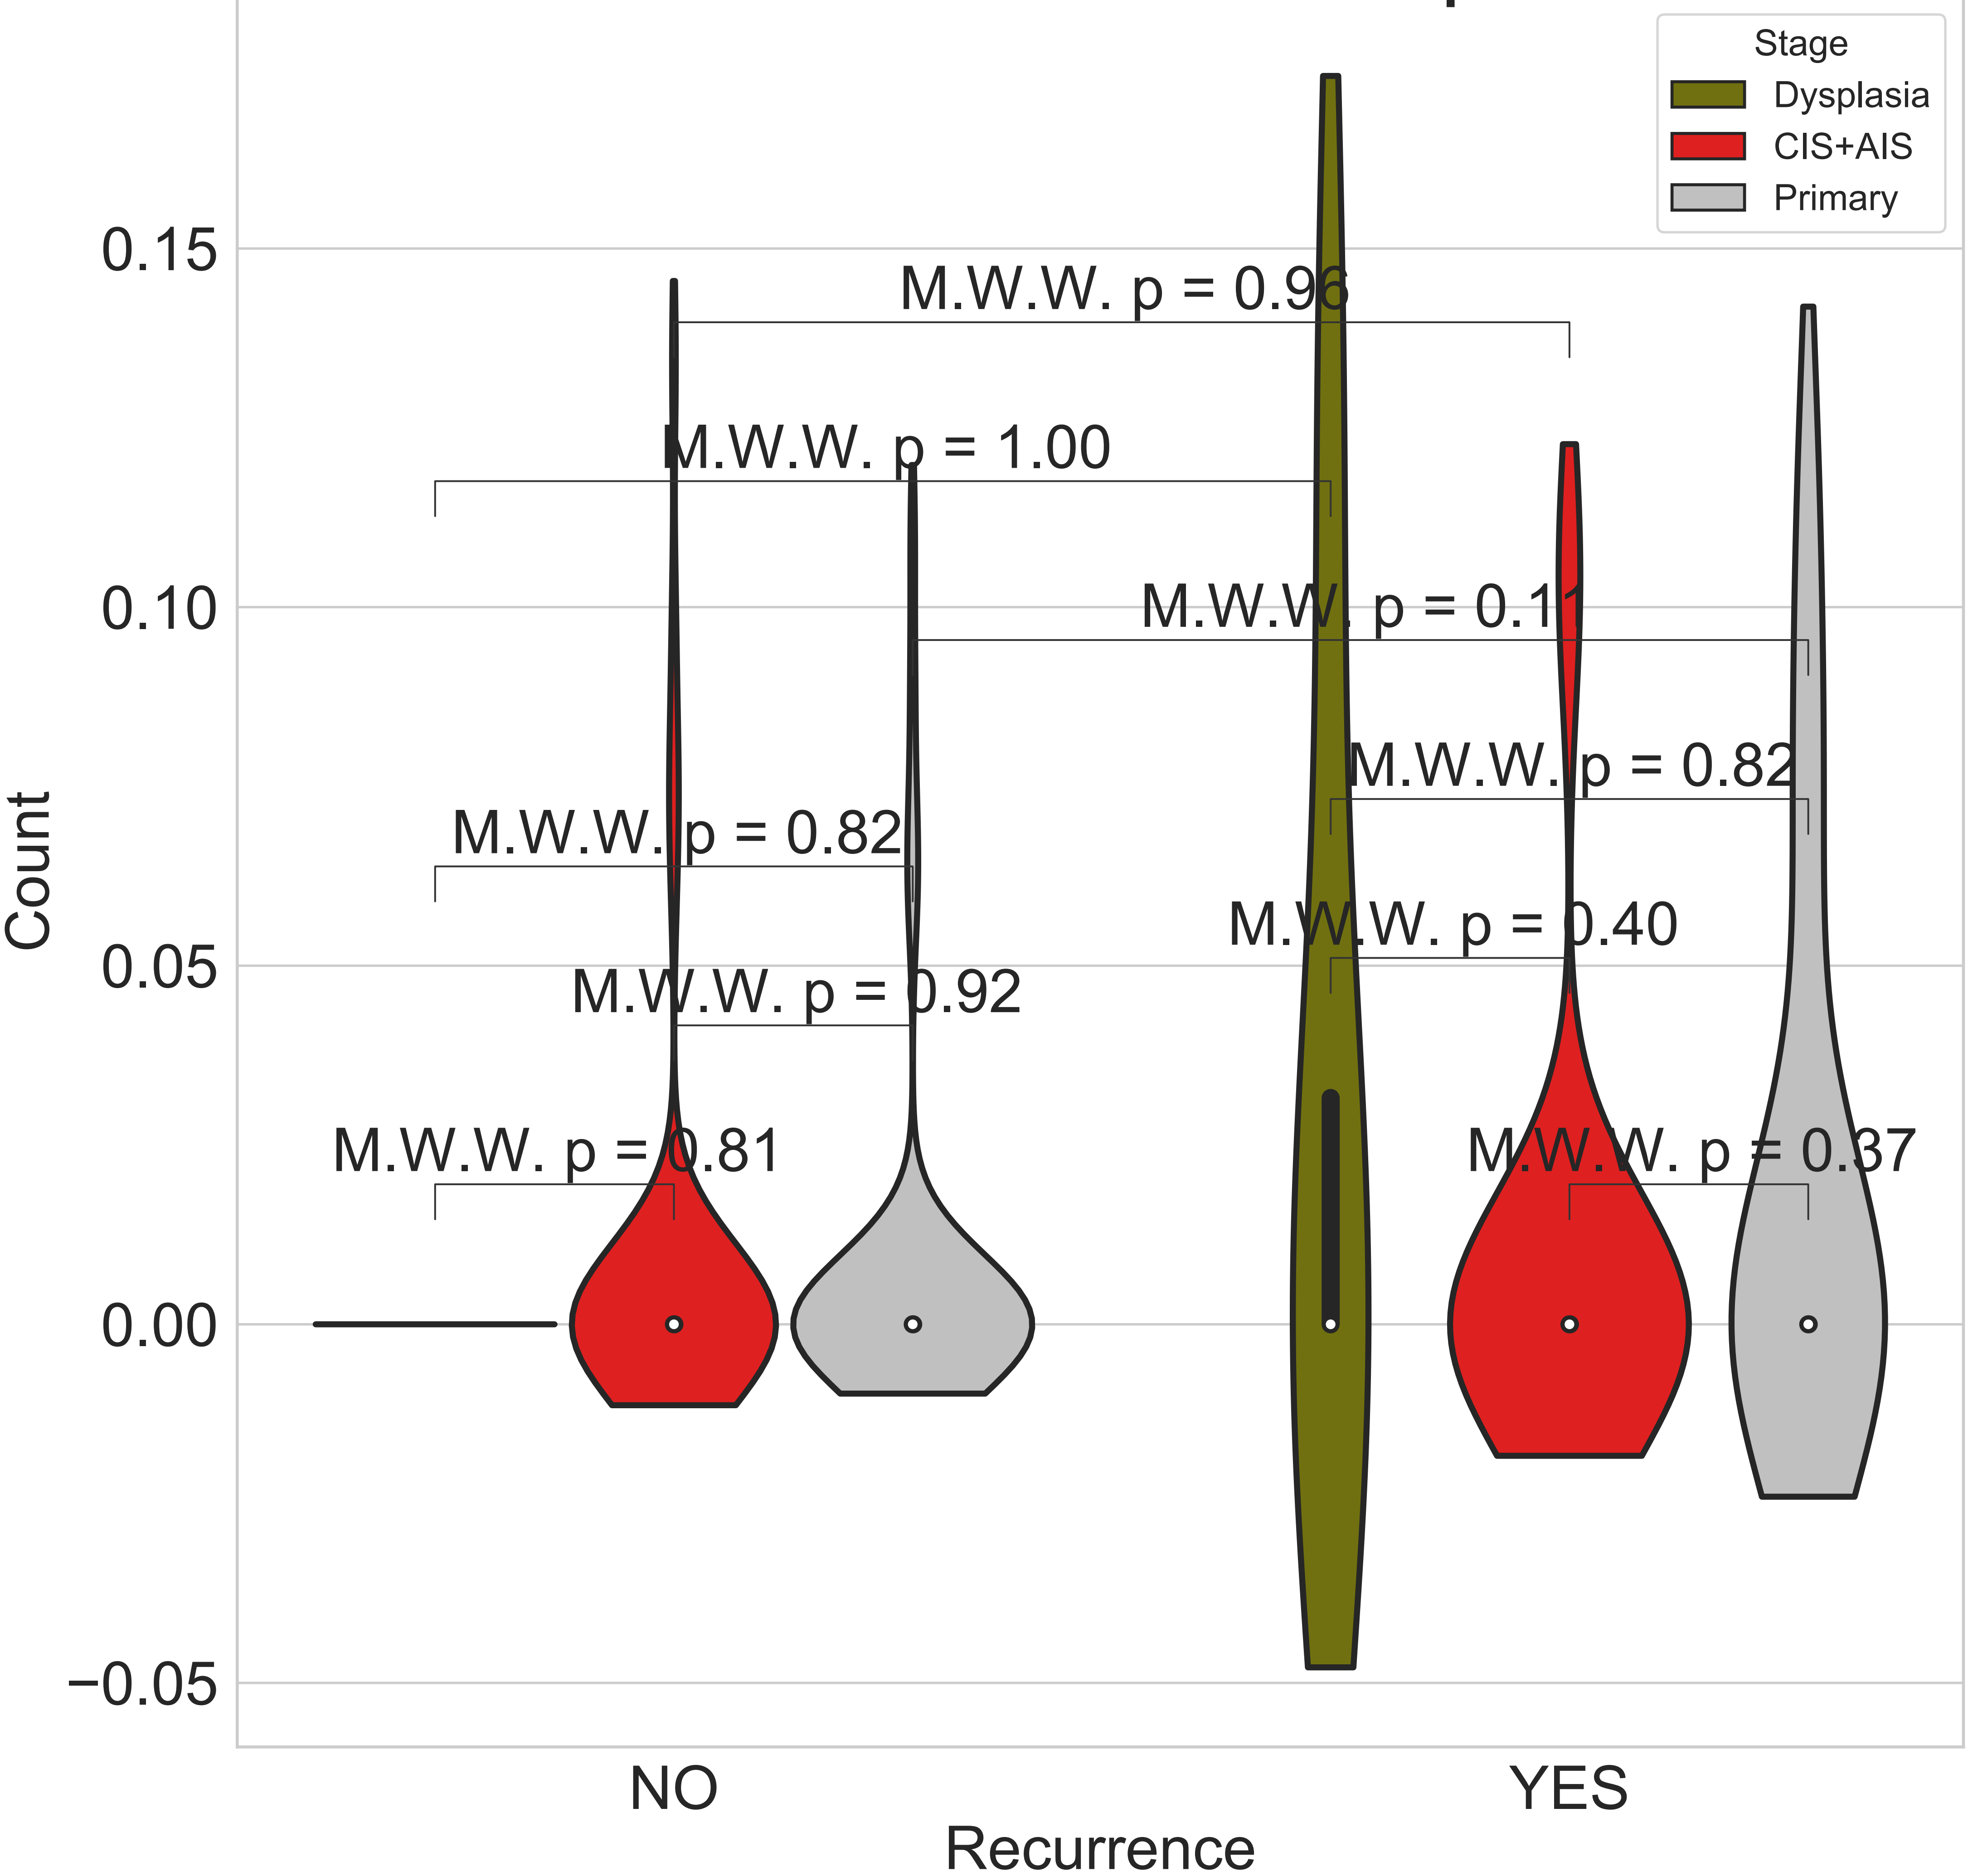 Stage
Dysplasia
CIS+AIS
Primary
0.15
0.10
0.05
0.00
−0.05
Count
M.W.W. p = 0.96
M.W.W. p = 1.00
M.W.W. p = 0.11
M.W.W. p = 0.82
M.W.W. p = 0.82
M.W.W. p = 0.40
M.W.W. p = 0.92
M.W.W. p = 0.81
M.W.W. p = 0.37
NO
YES
Recurrence